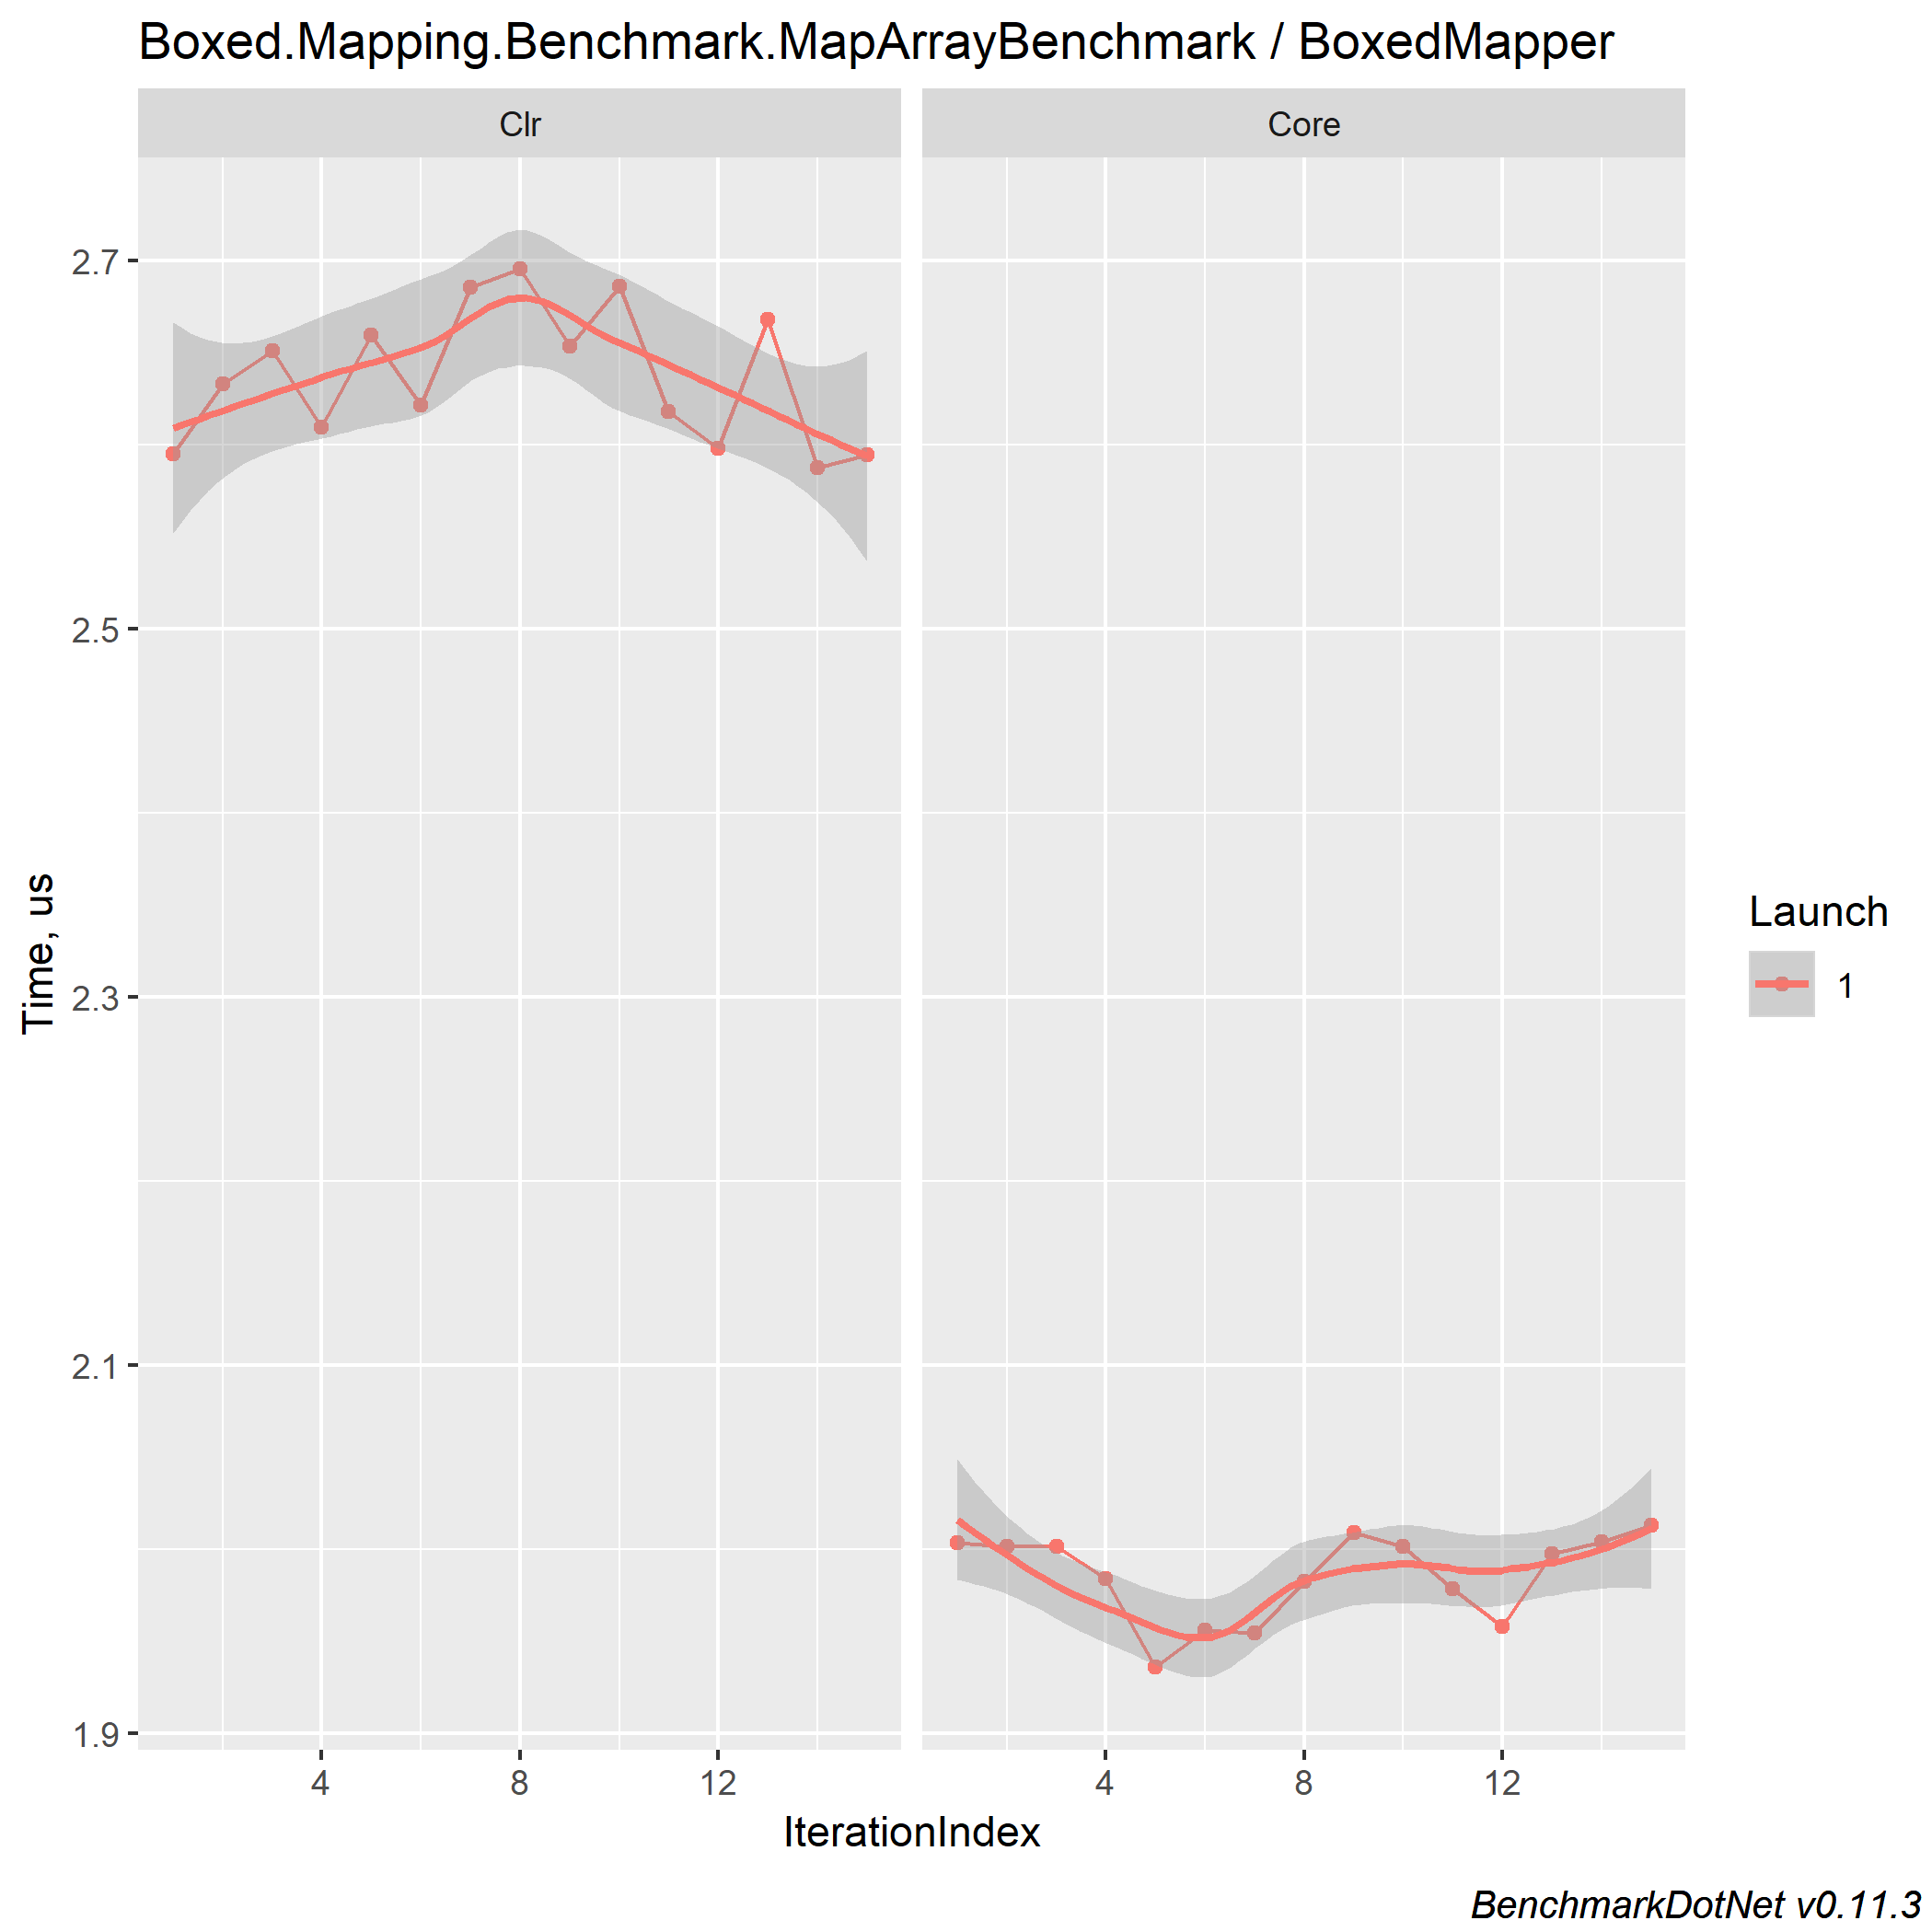 Boxed.Mapping.Benchmark.MapArrayBenchmark / BoxedMapper
Clr
Core
2.7
2.5
2.3
2.1
1.9
Time, us
4
8
12
4
8
12
IterationIndex
Launch
1
BenchmarkDotNet v0.11.3